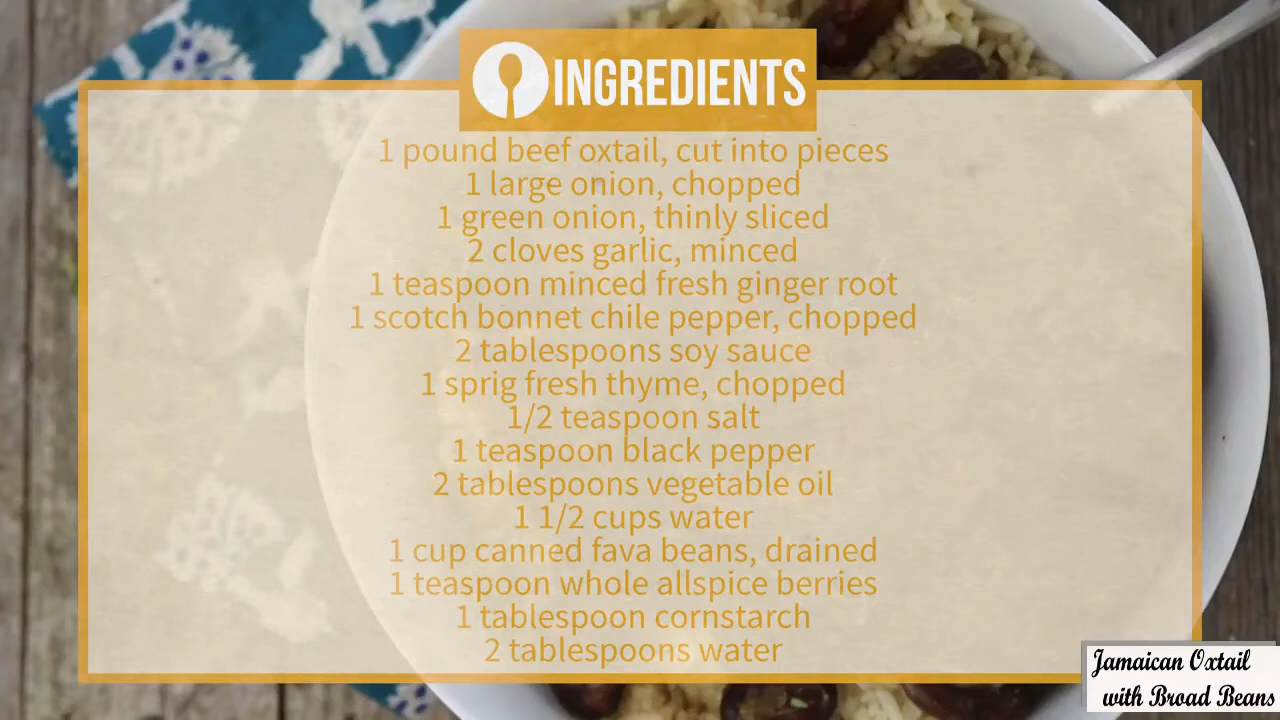 INGREDIENTS
1 pound beef oxtail, cut into pieces
1 large onion, chopped
1 green onion, thinly sliced
2 cloves garlic, minced
1 teaspoon minced fresh ginger root
1 scotch bonnet chile pepper, chopped
2 tablespoons soy sauce
1 sprig fresh thyme, chopped
1/2 teaspoon salt
1 teaspoon black pepper
2 tablespoons vegetable oil
1 1/2 cups water
1 cup canned fava beans, drained
1 teaspoon whole allspice berries
1 tablespoon cornstarch
2 tablespoons water
Jamaican Oxtail
with Broad Beans